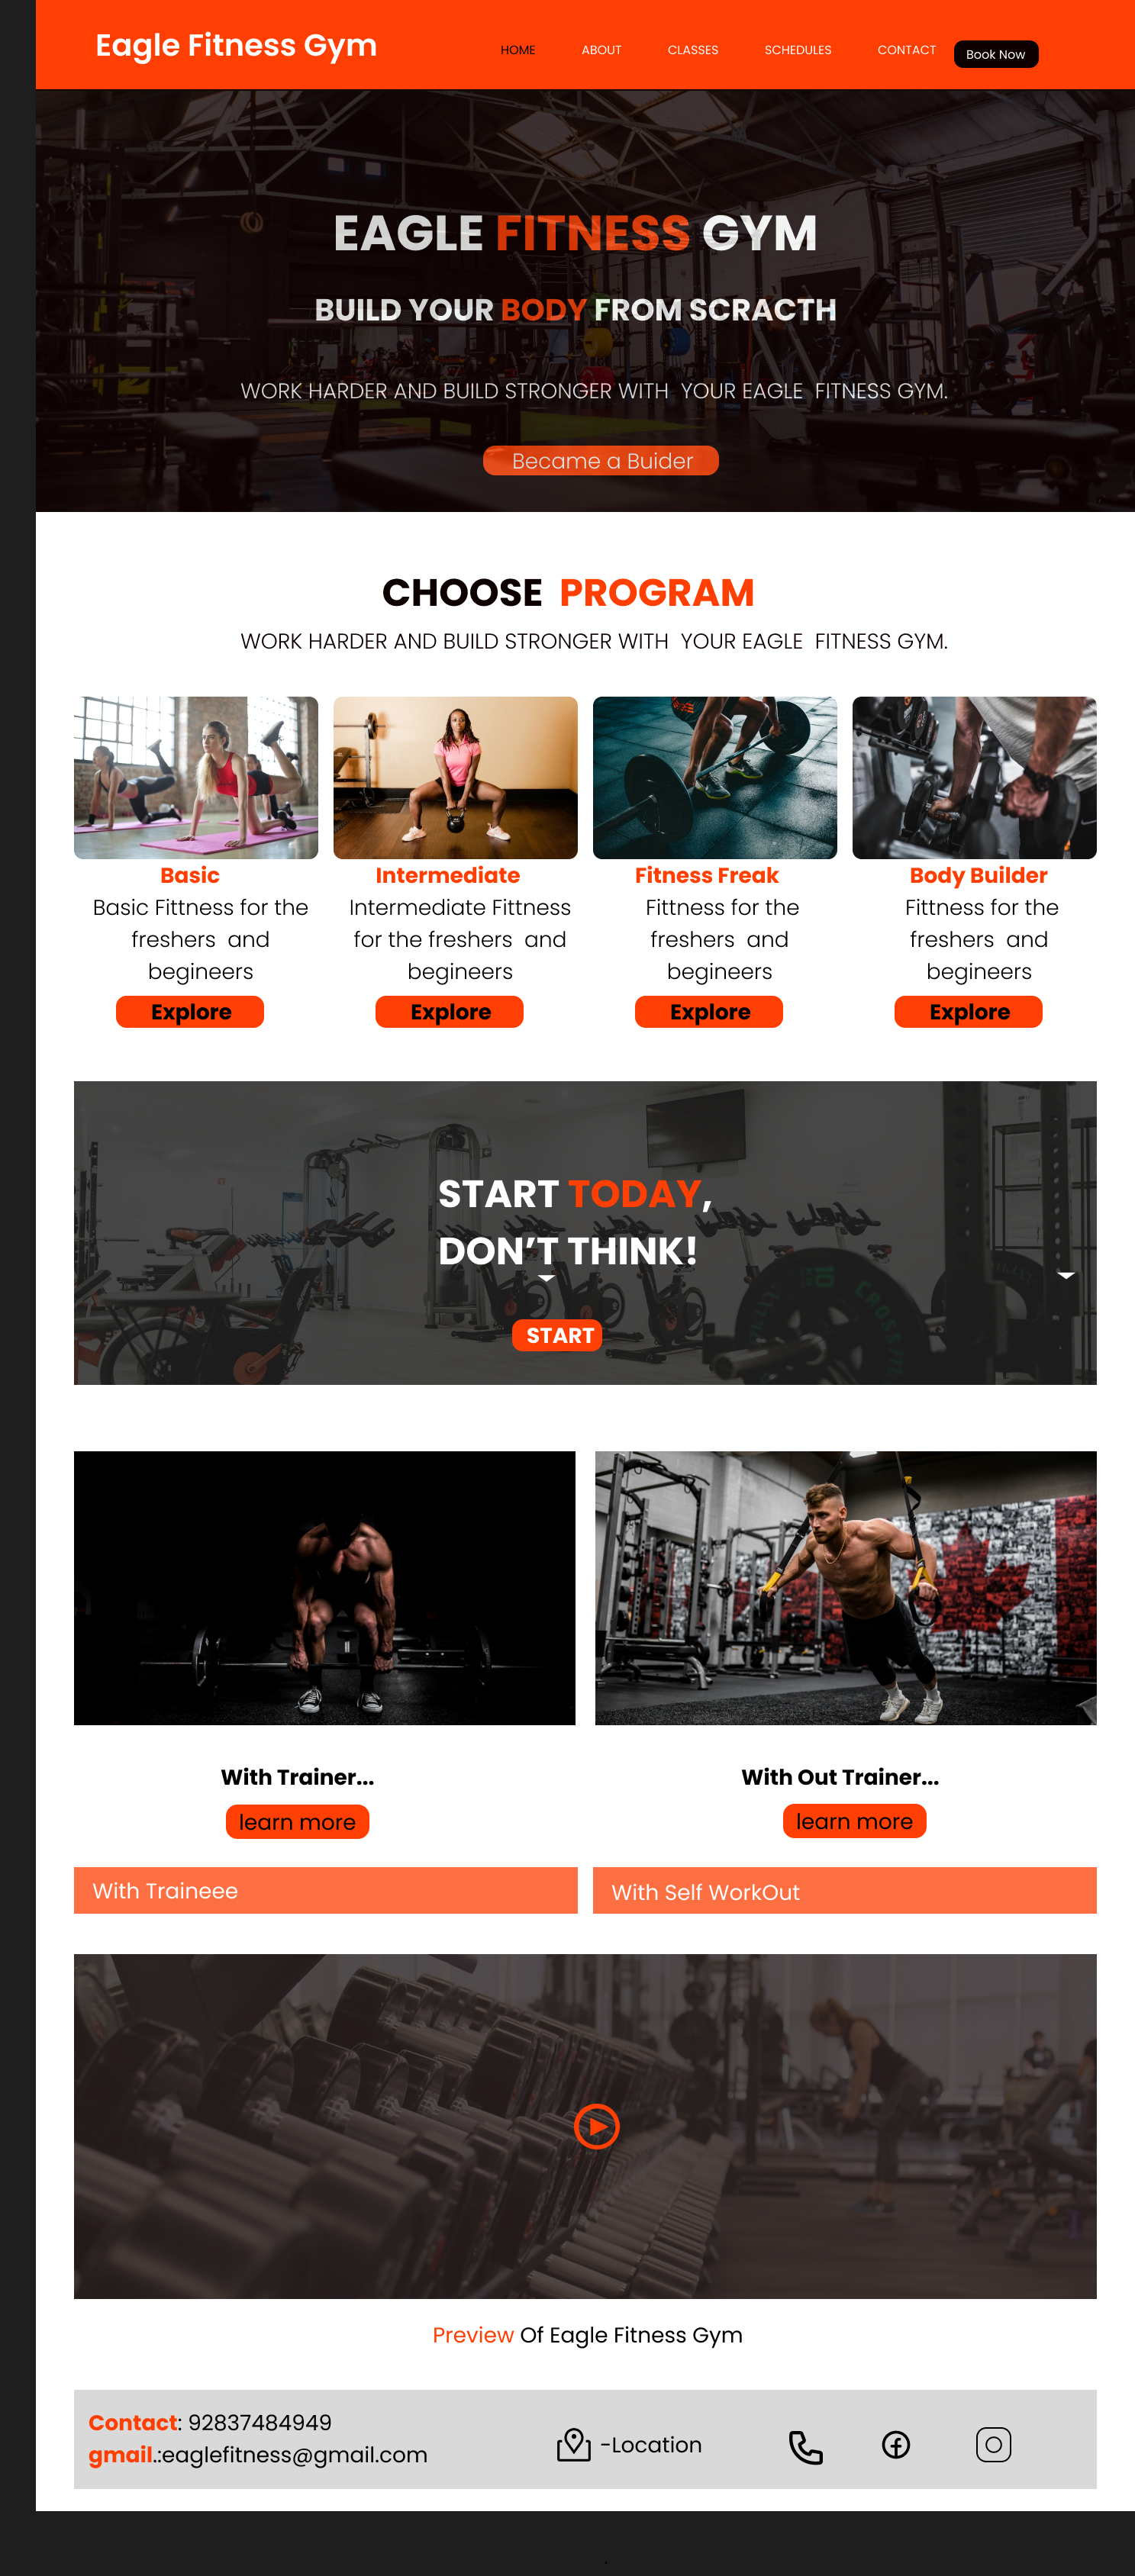 Eagle Fitness Gym
HOME ABOUT CLASSES SCHEDULES CONTACT Book Now
EAGLE FITNESS GYM
BUILD YOUR BODY FROM SCRACTH
WORK HARDER AND BUILD STRONGER WITH YOUR EAGLE FITNESS GYM.
Became a Buider
CHOOSE PROGRAM
WORK HARDER AND BUILD STRONGER WITH YOUR EAGLE FITNESS GYM.
Basic
Basic Fittness for the
freshers and
begineers
Explore
Intermediate
Intermediate Fittness
for the freshers and
begineers
Explore
Fitness Freak
Fittness for the
freshers and
begineers
Explore
Body Builder
Fittness for the
freshers and
begineers
Explore
START TODAY,
DON’T THINK!
START
10
CROSS
With Trainer...
learn more
With Out Trainer...
learn more
With Traineee
With Self WorkOut
Preview Of Eagle Fitness Gym
Contact: 92837484949
gmail.:eaglefitness@gmail.com
-Location